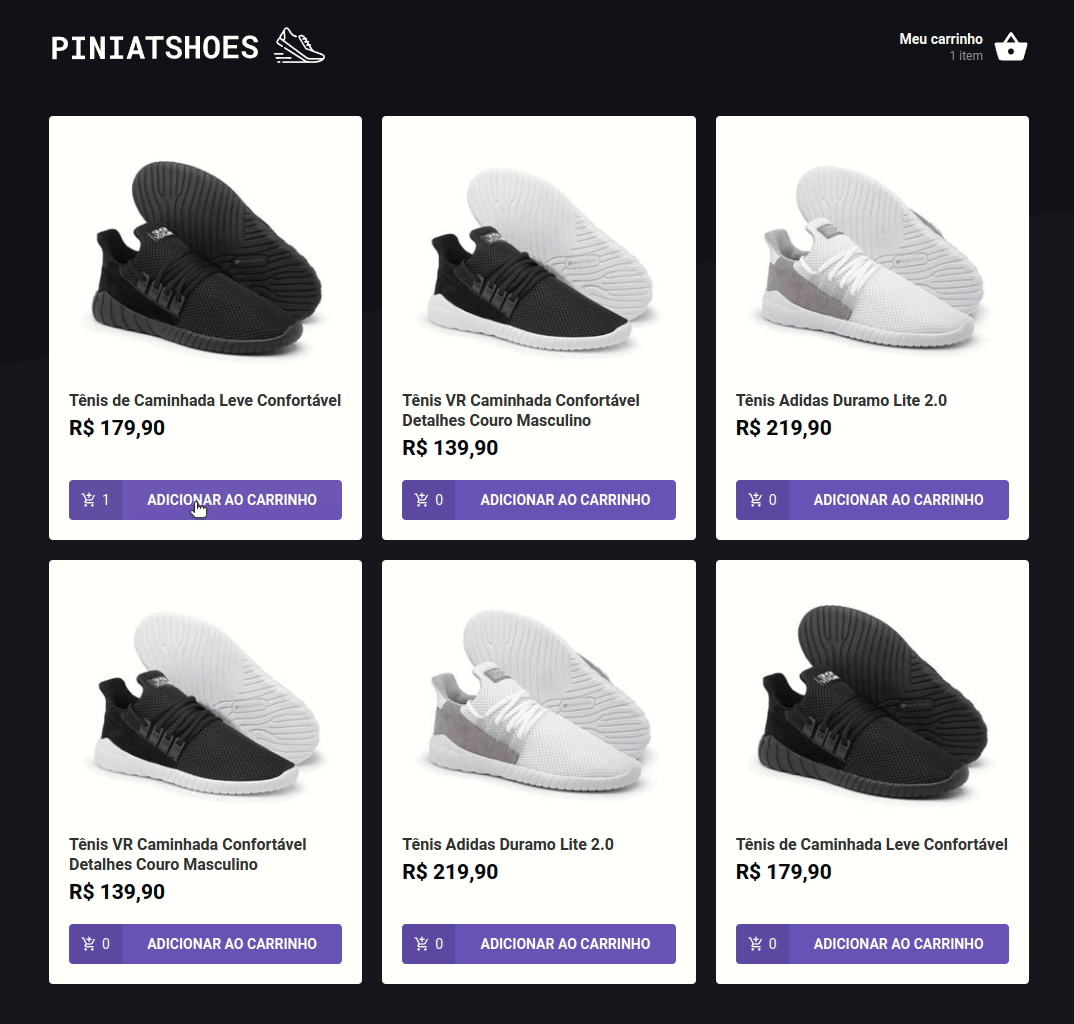 PINIATSHOES
Meu carrinho
1 item
Tênis de Caminhada Leve Confortável
R$ 179,90
1 ADICIONAR AO CARRINHO
Tênis VR Caminhada Confortável
Detalhes Couro Masculino
R$ 139,90
0 ADICIONAR AO CARRINHO
Tênis Adidas Duramo Lite 2.0
R$ 219,90
0 ADICIONAR AO CARRINHO
Tênis VR Caminhada Confortável
Detalhes Couro Masculino
R$ 139,90
0 ADICIONAR AO CARRINHO
Tênis Adidas Duramo Lite 2.0
R$ 219,90
0 ADICIONAR AO CARRINHO
Tênis de Caminhada Leve Confortável
R$ 179,90
0 ADICIONAR AO CARRINHO